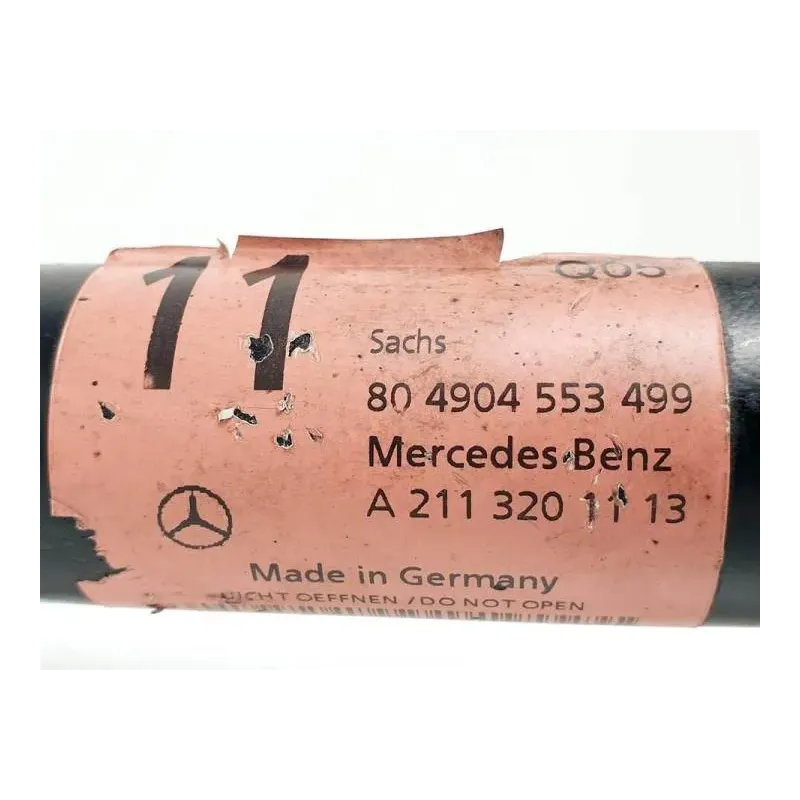 11
Q05
Sachs
80 4904 553 499
Mercedes-Benz
A 211 320 11 13
Made in Germany
NICHT OEFFNEN / DO NOT OPEN